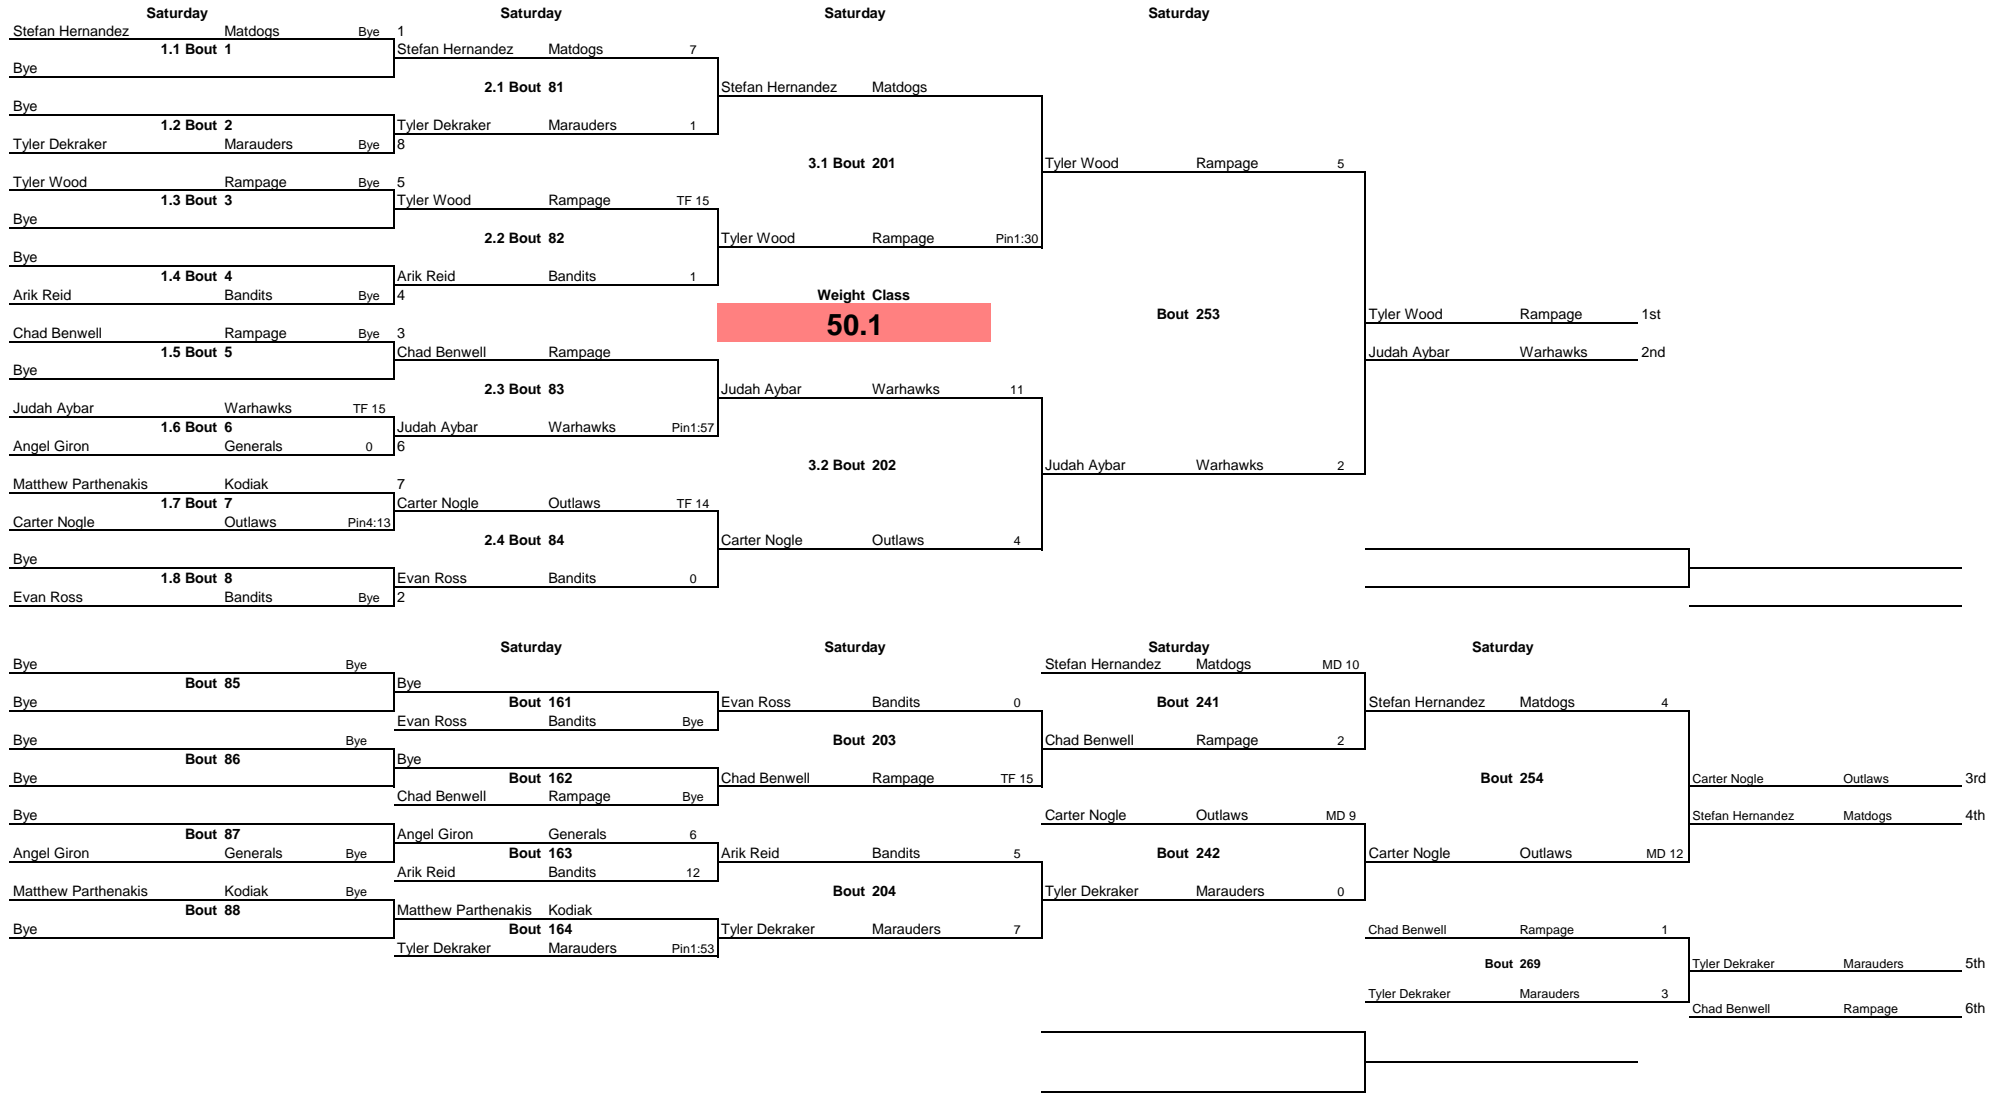 Saturday Saturday Saturday Saturday
Stefan Hernandez Matdogs Bye 1
1.1 Bout 1 Stefan Hernandez Matdogs 7
Bye
2.1 Bout 81 Stefan Hernandez Matdogs
Bye
1.2 Bout 2 Tyler Dekraker Marauders 1
Tyler Dekraker Marauders Bye 8
3.1 Bout 201 Tyler Wood Rampage 5
Tyler Wood Rampage Bye 5
1.3 Bout 3 Tyler Wood Rampage TF 15
Bye
2.2 Bout 82 Tyler Wood Rampage Pin1:30
Bye
1.4 Bout 4 Arik Reid Bandits 1
Arik Reid Bandits Bye 4 Weight Class
50.1 Bout 253 Tyler Wood Rampage 1st
Chad Benwell Rampage Bye 3
1.5 Bout 5 Chad Benwell Rampage Judah Aybar Warhawks 2nd
Bye
2.3 Bout 83 Judah Aybar Warhawks 11
Judah Aybar Warhawks TF 15
1.6 Bout 6 Judah Aybar Warhawks Pin1:57
Angel Giron Generals 0 6
3.2 Bout 202 Judah Aybar Warhawks 2
Matthew Parthenakis Kodiak 7
1.7 Bout 7 Carter Nogle Outlaws TF 14
Carter Nogle Outlaws Pin4:13
2.4 Bout 84 Carter Nogle Outlaws 4
Bye
1.8 Bout 8 Evan Ross Bandits 0
Evan Ross Bandits Bye 2
Saturday Saturday Saturday Saturday
Bye Bye Stefan Hernandez Matdogs MD 10
Bout 85 Bye
Bye Bout 161 Evan Ross Bandits 0 Bout 241 Stefan Hernandez Matdogs 4
Evan Ross Bandits Bye
Bye Bye Bout 203 Chad Benwell Rampage 2
Bout 86 Bye
Bye Bout 162 Chad Benwell Rampage TF 15 Bout 254 Carter Nogle Outlaws 3rd
Chad Benwell Rampage Bye
Bye Carter Nogle Outlaws MD 9 Stefan Hernandez Matdogs 4th
Bout 87 Angel Giron Generals 6
Angel Giron Generals Bye Bout 163 Arik Reid Bandits 5 Bout 242 Carter Nogle Outlaws MD 12
Arik Reid Bandits 12
Matthew Parthenakis Kodiak Bye Bout 204 Tyler Dekraker Marauders 0
Bout 88 Matthew Parthenakis Kodiak
Bye Bout 164 Tyler Dekraker Marauders 7 Chad Benwell Rampage 1
Tyler Dekraker Marauders Pin1:53
Bout 269 Tyler Dekraker Marauders 5th
Tyler Dekraker Marauders 3
Chad Benwell Rampage 6th